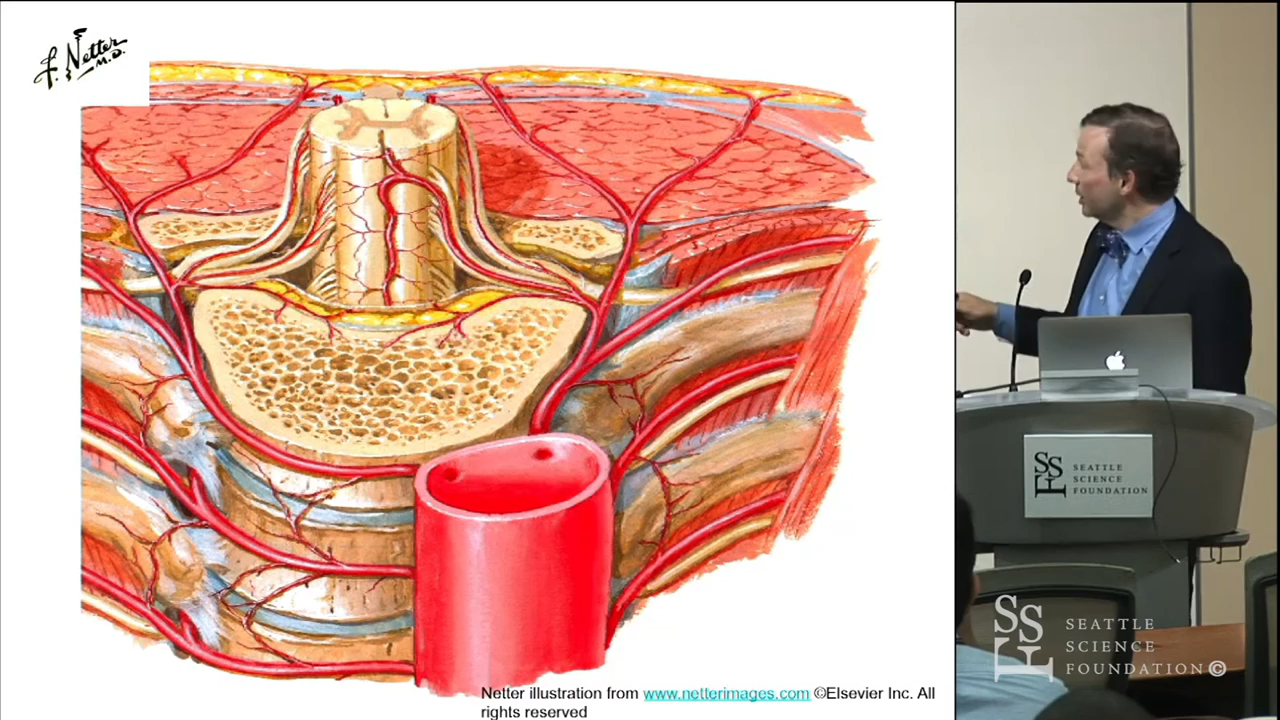 F. Netter
M.D.
Netter illustration from www.netterimages.com ©Elsevier Inc. All
rights reserved
SSF
SEATTLE
SCIENCE
FOUNDATION
SSF
SEATTLE
SCIENCE
FOUNDATION©